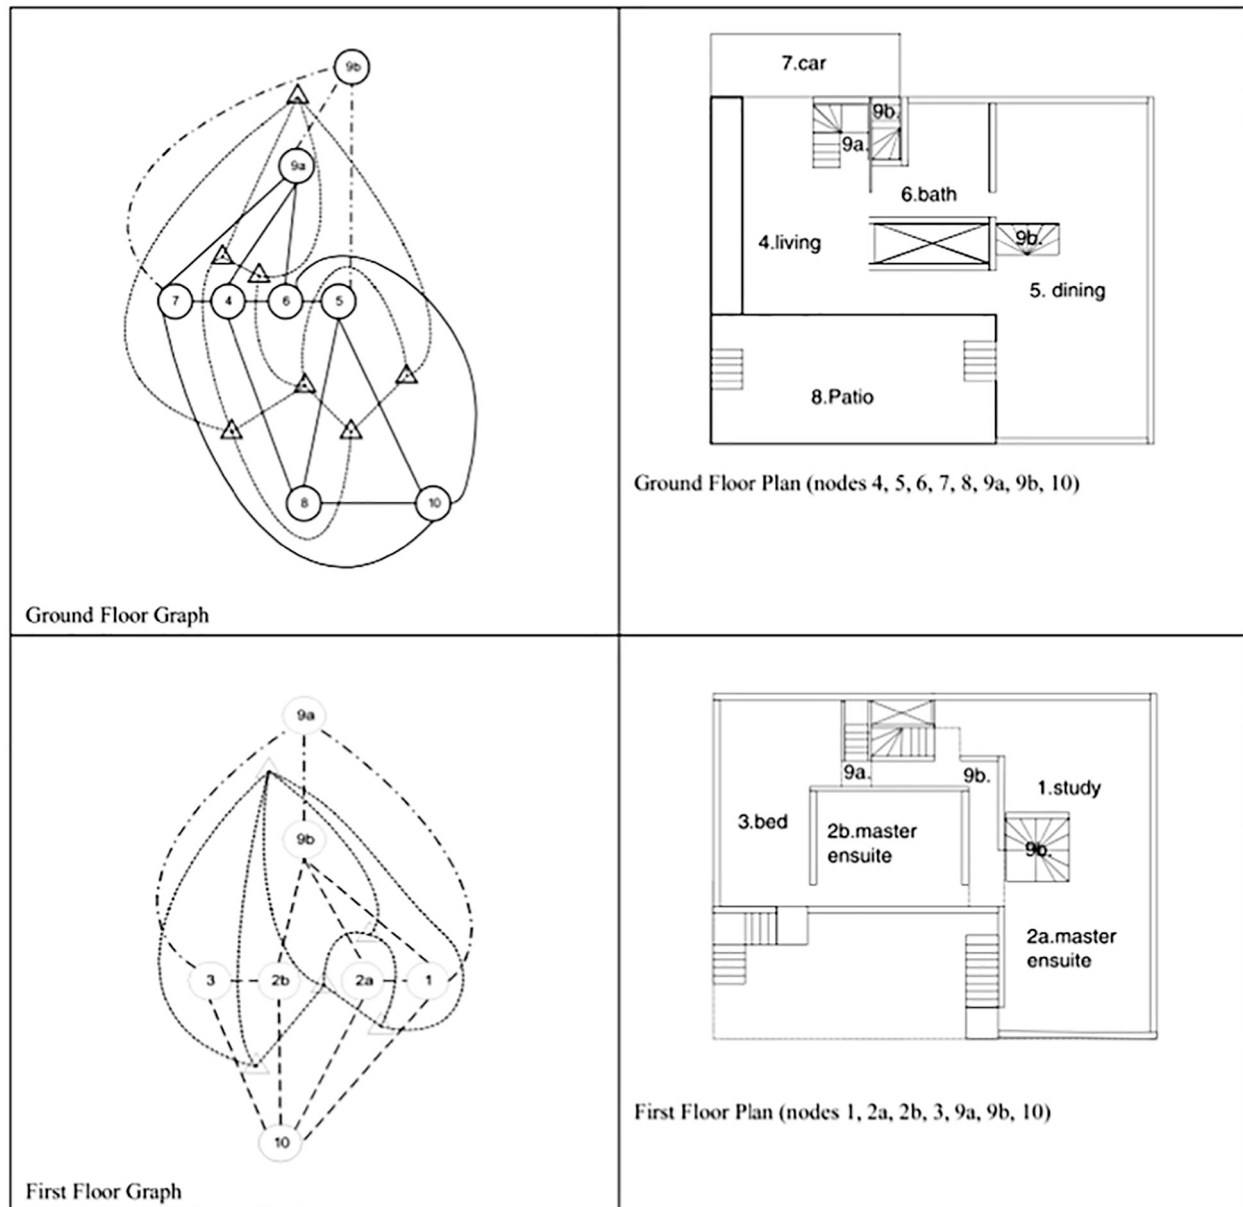 9b
9a
7
4
6
5
8
10
Ground Floor Graph
7.car
9b.
9a.
6.bath
4.living
9b.
5. dining
8.Patio
Ground Floor Plan (nodes 4, 5, 6, 7, 8, 9a, 9b, 10)
9a
9b
3
2b
2a
1
10
First Floor Graph
9a.
9b.
1.study
3.bed
2b.master
ensuite
9b.
2a.master
ensuite
First Floor Plan (nodes 1, 2a, 2b, 3, 9a, 9b, 10)